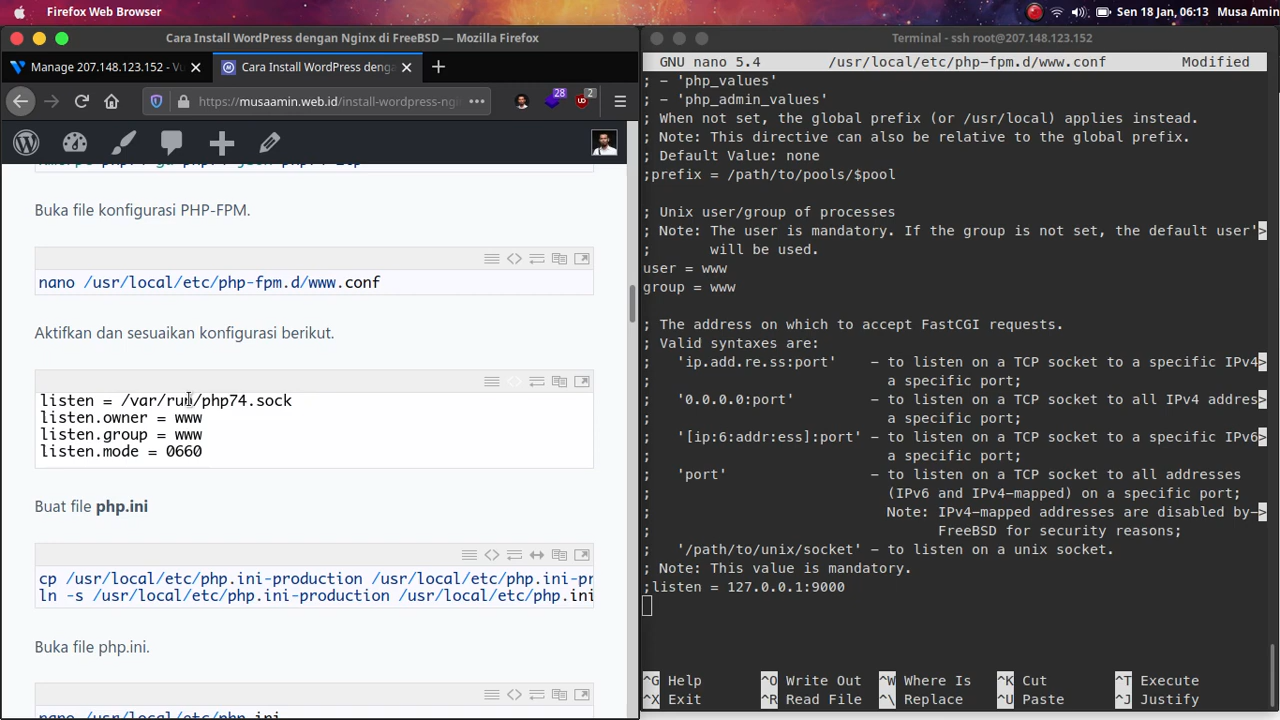 Firefox Web Browser
Sen 18 Jan, 06:13 Musa Amin
Cara Install WordPress dengan Nginx di FreeBSD — Mozilla Firefox
Manage 207.148.123.152 - Vu
Cara Install WordPress denga
https://musaamin.web.id/install-wordpress-ngi
28
2
Buka file konfigurasi PHP-FPM.
nano /usr/local/etc/php-fpm.d/www.conf
Aktifkan dan sesuaikan konfigurasi berikut.
listen = /var/run/php74.sock
listen.owner = www
listen.group = www
listen.mode = 0660
Buat file php.ini
cp /usr/local/etc/php.ini-production /usr/local/etc/php.ini-pr
ln -s /usr/local/etc/php.ini-production /usr/local/etc/php.ini
Buka file php.ini.
nano /usr/local/etc/php.ini
Terminal - ssh root@207.148.123.152
GNU nano 5.4 /usr/local/etc/php-fpm.d/www.conf Modified
; - 'php_values'
; - 'php_admin_values'
; When not set, the global prefix (or /usr/local) applies instead.
; Note: This directive can also be relative to the global prefix.
; Default Value: none
;prefix = /path/to/pools/$pool
; Unix user/group of processes
; Note: The user is mandatory. If the group is not set, the default user'>
; will be used.
user = www
group = www
; The address on which to accept FastCGI requests.
; Valid syntaxes are:
; 'ip.add.re.ss:port' - to listen on a TCP socket to a specific IPv4>
; a specific port;
; '0.0.0.0:port' - to listen on a TCP socket to all IPv4 addres>
; a specific port;
; '[ip:6:addr:ess]:port' - to listen on a TCP socket to a specific IPv6>
; a specific port;
; 'port' - to listen on a TCP socket to all addresses
; (IPv6 and IPv4-mapped) on a specific port;
; Note: IPv4-mapped addresses are disabled by->
; FreeBSD for security reasons;
; '/path/to/unix/socket' - to listen on a unix socket.
; Note: This value is mandatory.
;listen = 127.0.0.1:9000
^G Help ^O Write Out ^W Where Is ^K Cut ^T Execute
^X Exit ^R Read File ^\ Replace ^U Paste ^J Justify